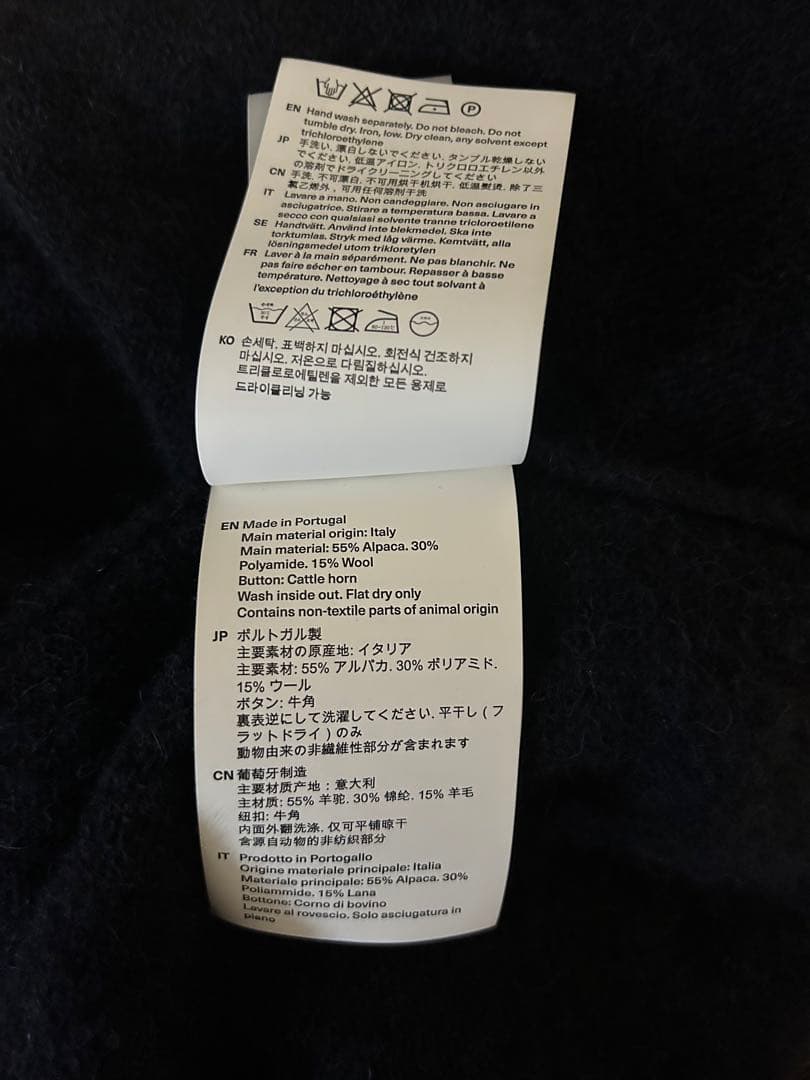 P
EN Hand wash separately. Do not bleach. Do not
tumble dry. Iron, low. Dry clean, any solvent except
trichloroethylene
JP 手洗い, 漂白しないでください, タンブル乾燥しない
でください, 低温アイロン, トリクロロエチレン以外
の溶剤でドライクリーニングしてください
CN 手洗, 不可漂白, 不可用烘干机烘干, 低温熨烫, 除了三
氯乙烯外，可用任何溶剂干洗
IT Lavare a mano. Non candeggiare. Non asciugare in
asciugatrice. Stirare a temperatura bassa. Lavare a
secco con qualsiasi solvente tranne tricloroetilene
SE Handtvätt. Använd inte blekmedel. Ska inte
torktumlas. Stryk med låg värme. Kemtvätt, alla
lösningsmedel utom trikloretylen
FR Laver à la main séparément. Ne pas blanchir. Ne
pas faire sécher en tambour. Repasser à basse
température. Nettoyage à sec tout solvant à
l'exception du trichloroéthylène
KO 손세탁, 표백하지 마십시오, 회전식 건조하지
마십시오. 저온으로 다림질하십시오.
트리클로로에틸렌을 제외한 모든 용제로
드라이클리닝 가능
EN Made in Portugal
Main material origin: Italy
Main material: 55% Alpaca. 30%
Polyamide. 15% Wool
Button: Cattle horn
Wash inside out. Flat dry only
Contains non-textile parts of animal origin
JP ポルトガル製
主要素材の原産地: イタリア
主要素材: 55% アルパカ. 30% ポリアミド.
15% ウール
ボタン: 牛角
裏表逆にして洗濯してください. 平干し ( フ
ラットドライ ) のみ
動物由来の非繊維性部分が含まれます
CN 葡萄牙制造
主要材质产地：意大利
主材质: 55% 羊驼. 30% 锦纶. 15% 羊毛
纽扣: 牛角
内面外翻洗涤. 仅可平铺晾干
含源自动物的非纺织部分
IT Prodotto in Portogallo
Origine materiale principale: Italia
Materiale principale: 55% Alpaca. 30%
Poliammide. 15% Lana
Bottone: Corno di bovino
Lavare al rovescio. Solo asciugatura in
piano